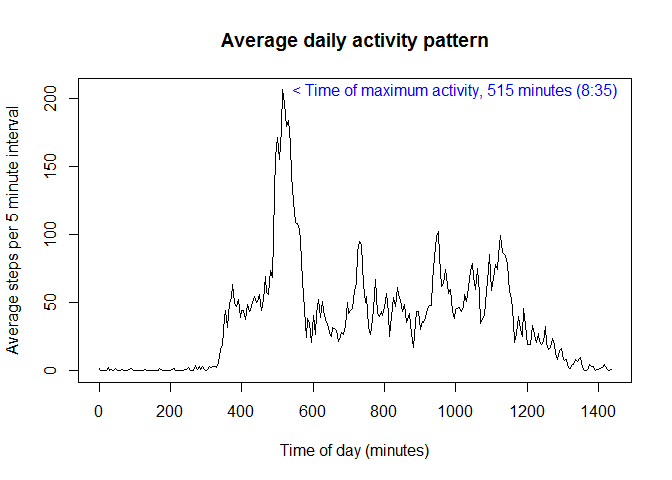 Average daily activity pattern
< Time of maximum activity, 515 minutes (8:35)
Average steps per 5 minute interval
200
150
100
50
0
0 200 400 600 800 1000 1200 1400
Time of day (minutes)